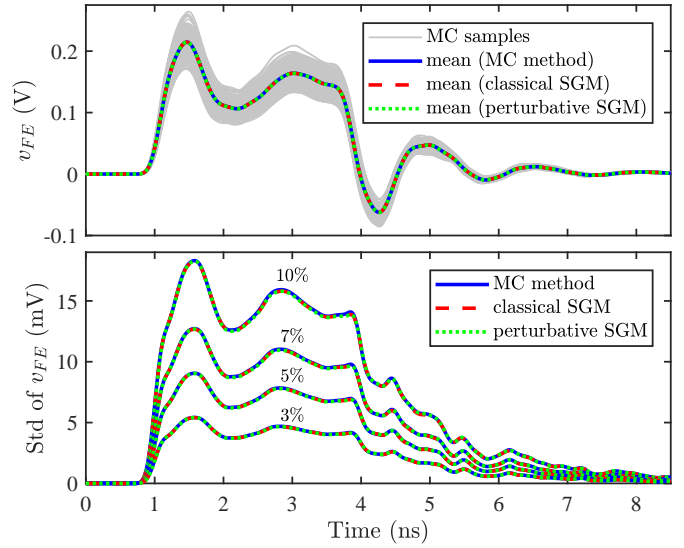 0.2
0.1
0
-0.1
v_FE (V)
MC samples
mean (MC method)
mean (classical SGM)
mean (perturbative SGM)
15
10
5
0
Std of v_FE (mV)
10%
7%
5%
3%
MC method
classical SGM
perturbative SGM
0 1 2 3 4 5 6 7 8
Time (ns)